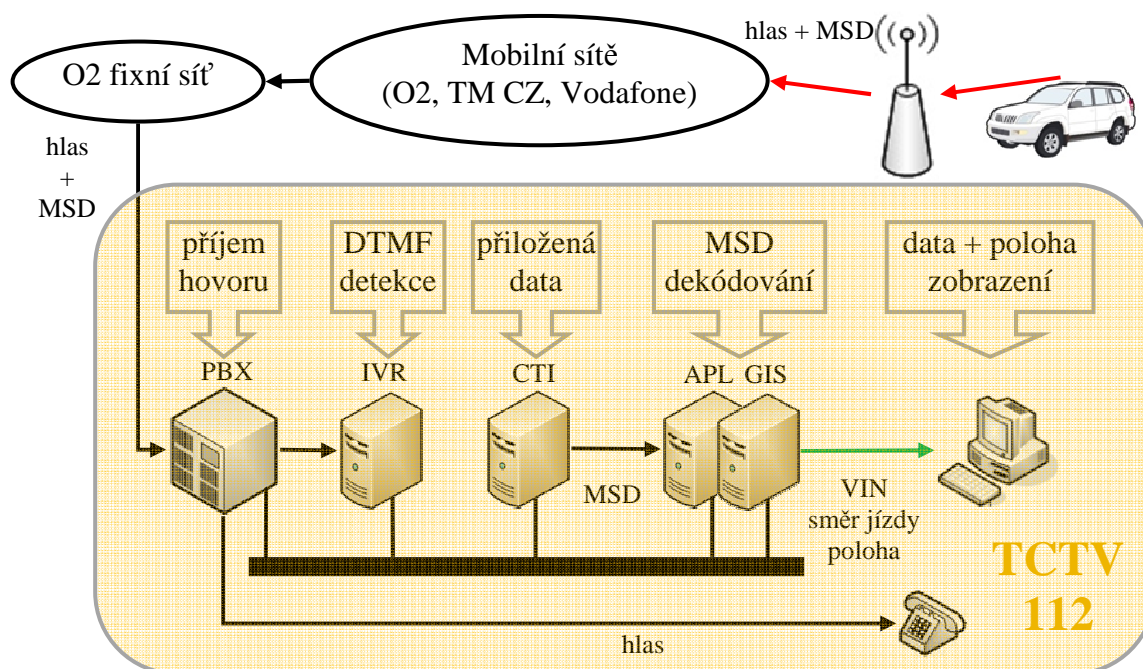 hlas + MSD
O2 fixní síť
Mobilní sítě
(O2, TM CZ, Vodafone)
hlas
+
MSD
příjem
hovoru
DTMF
detekce
přiložená
data
MSD
dekódování
data + poloha
zobrazení
PBX
IVR
CTI
APL GIS
MSD
VIN
směr jízdy
poloha
TCTV
112
hlas